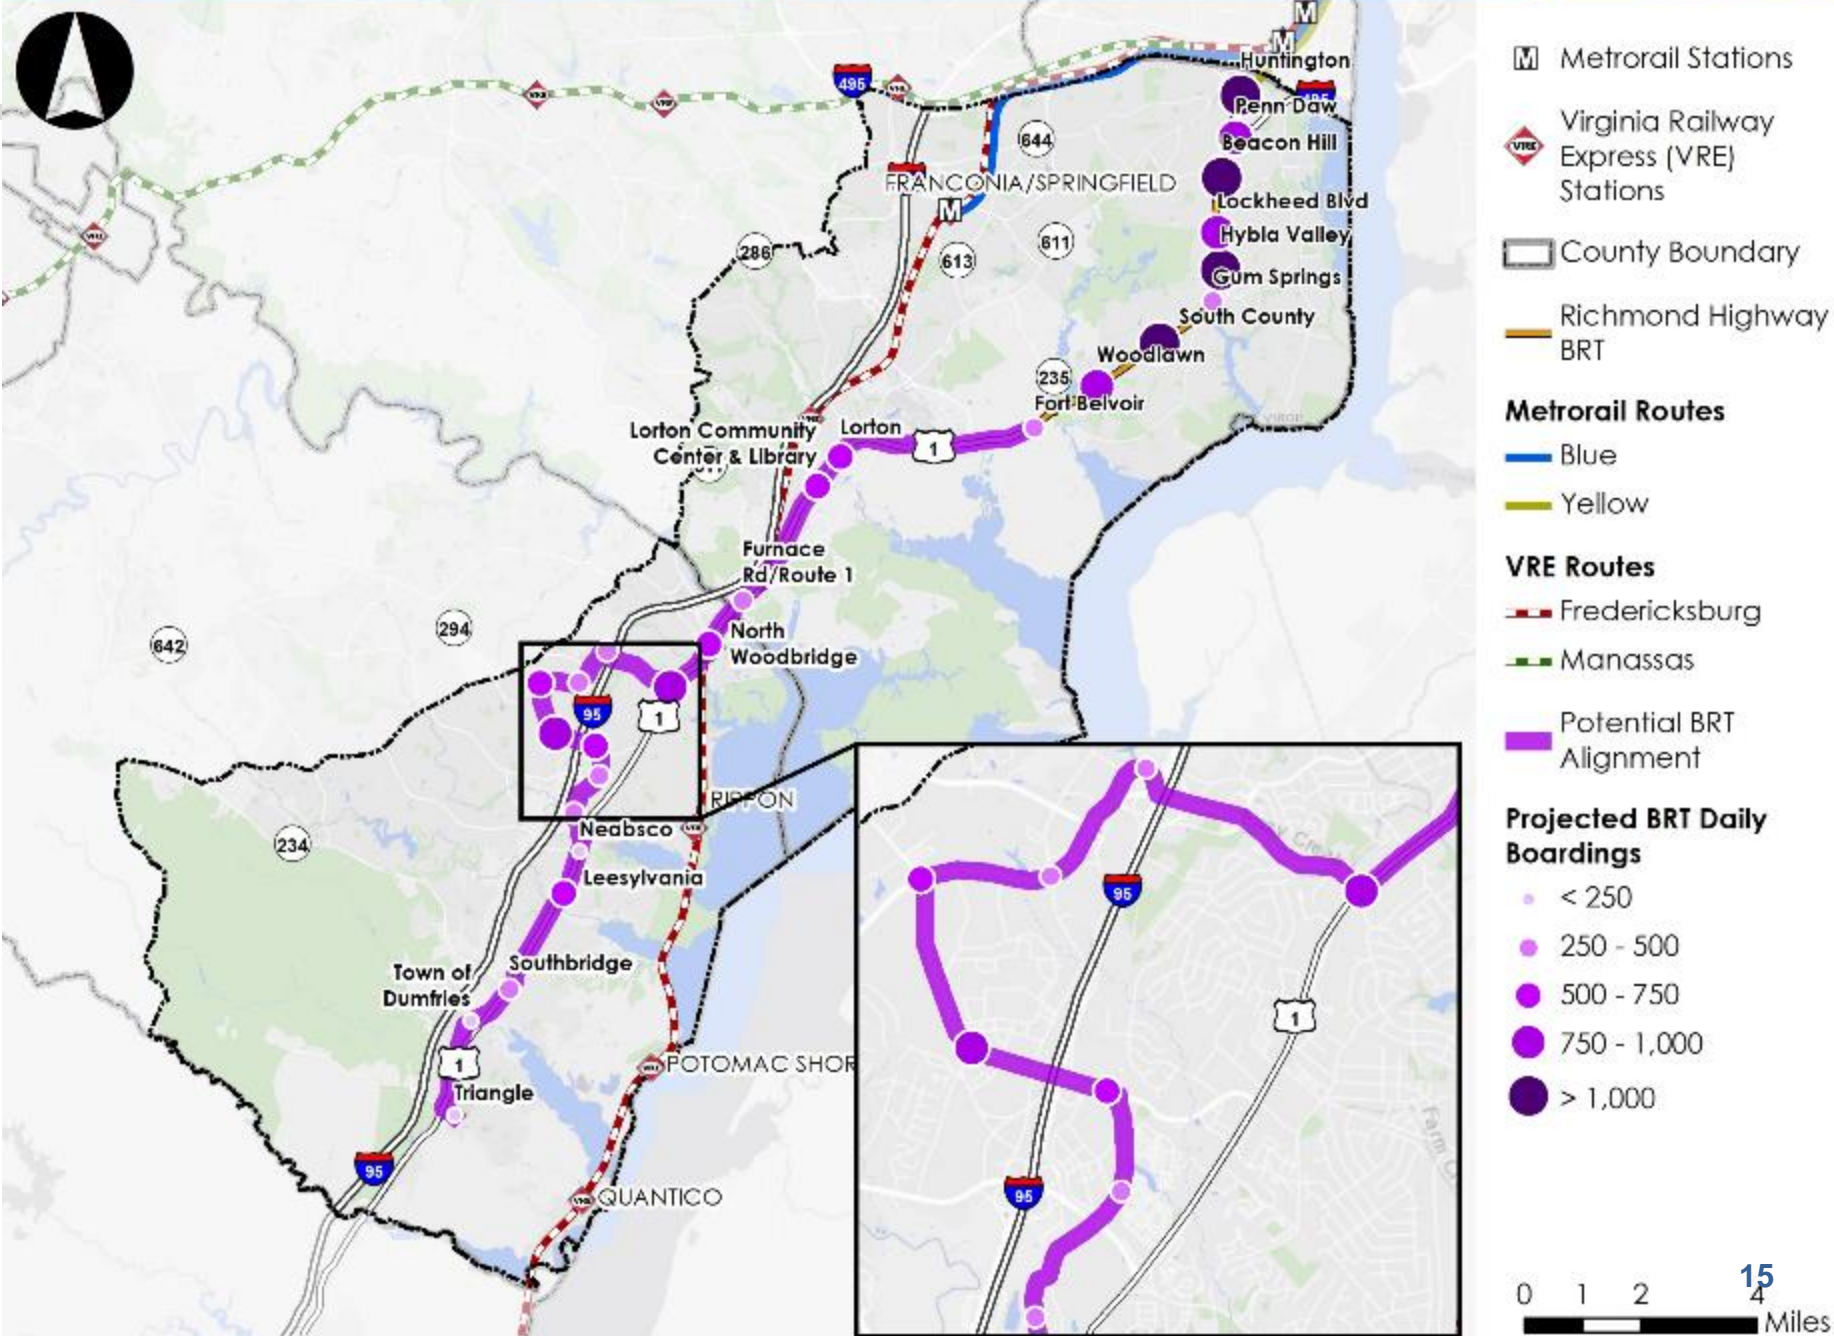 Huntington
495
Penn Daw
Beacon Hill
644
FRANCONIA/SPRINGFIELD
M
Lockheed Blvd
Hybla Valley
611
286
613
Gum Springs
South County
Woodlawn
235
Fort Belvoir
Lorton Community
Center & Library
Lorton
1
Furnace
Rd/Route 1
294
642
North
Woodbridge
95
1
RIPPON
Neabsco
234
Leesylvania
Southbridge
Town of
Dumfries
1
POTOMAC SHOR
Triangle
95
QUANTICO
95
1
95
M Metrorail Stations
Virginia Railway
VRE Express (VRE)
Stations
County Boundary
Richmond Highway
BRT
Metrorail Routes
Blue
Yellow
VRE Routes
Fredericksburg
Manassas
Potential BRT
Alignment
Projected BRT Daily
Boardings
< 250
250 - 500
500 - 750
750 - 1,000
> 1,000
15
0 1 2 4
Miles